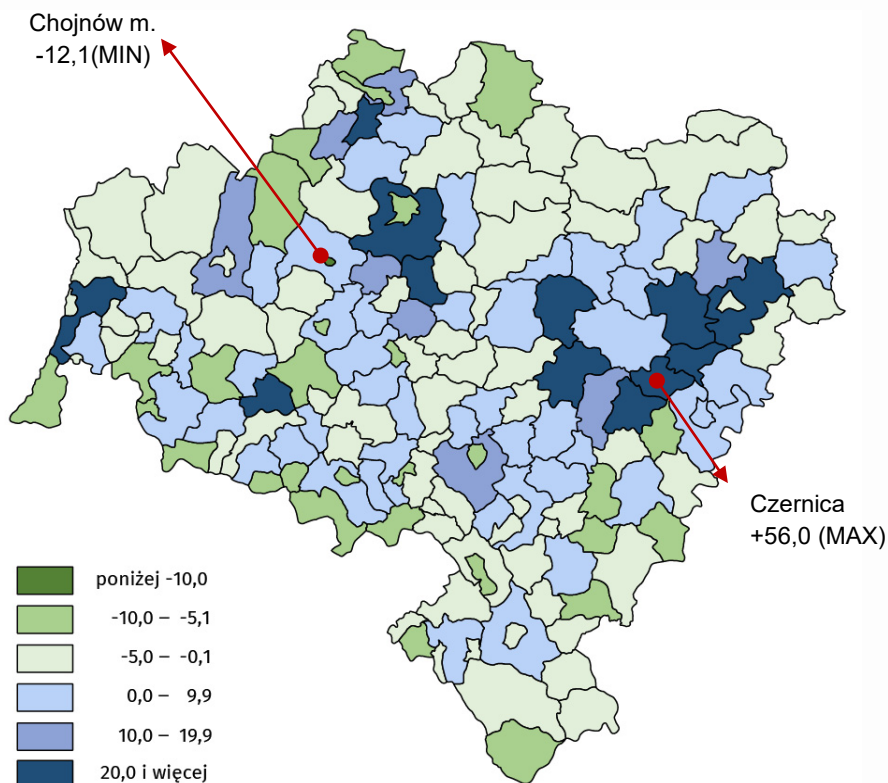 Chojnów m.
-12,1(MIN)
Czernica
+56,0 (MAX)
poniżej -10,0
-10,0 – -5,1
-5,0 – -0,1
0,0 – 9,9
10,0 – 19,9
20,0 i więcej